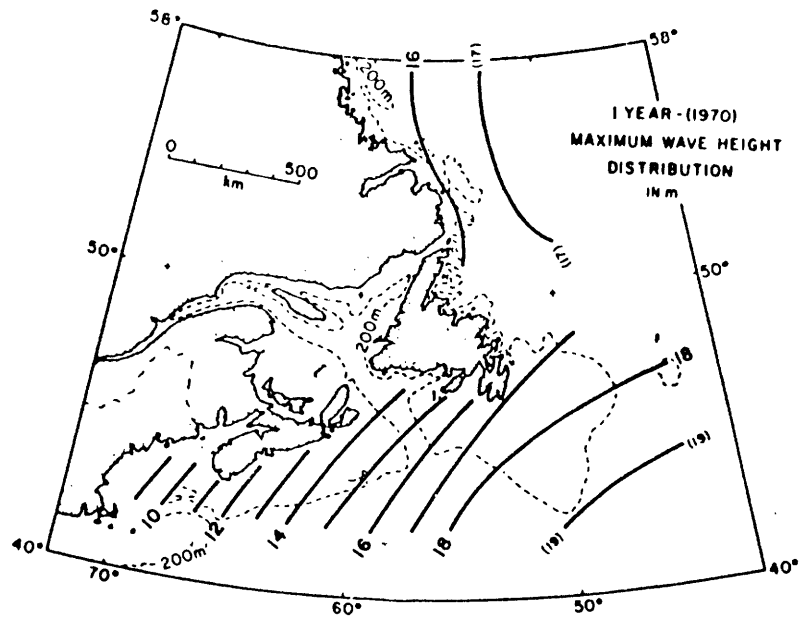 58°
58°
200m
16
(17)
1 YEAR-(1970)
MAXIMUM WAVE HEIGHT
DISTRIBUTION
IN m
0
500
km
50°
50°
(17)
200m
18
(19)
10
12
14
16
18
(19)
200m
40°
40°
70°
60°
50°